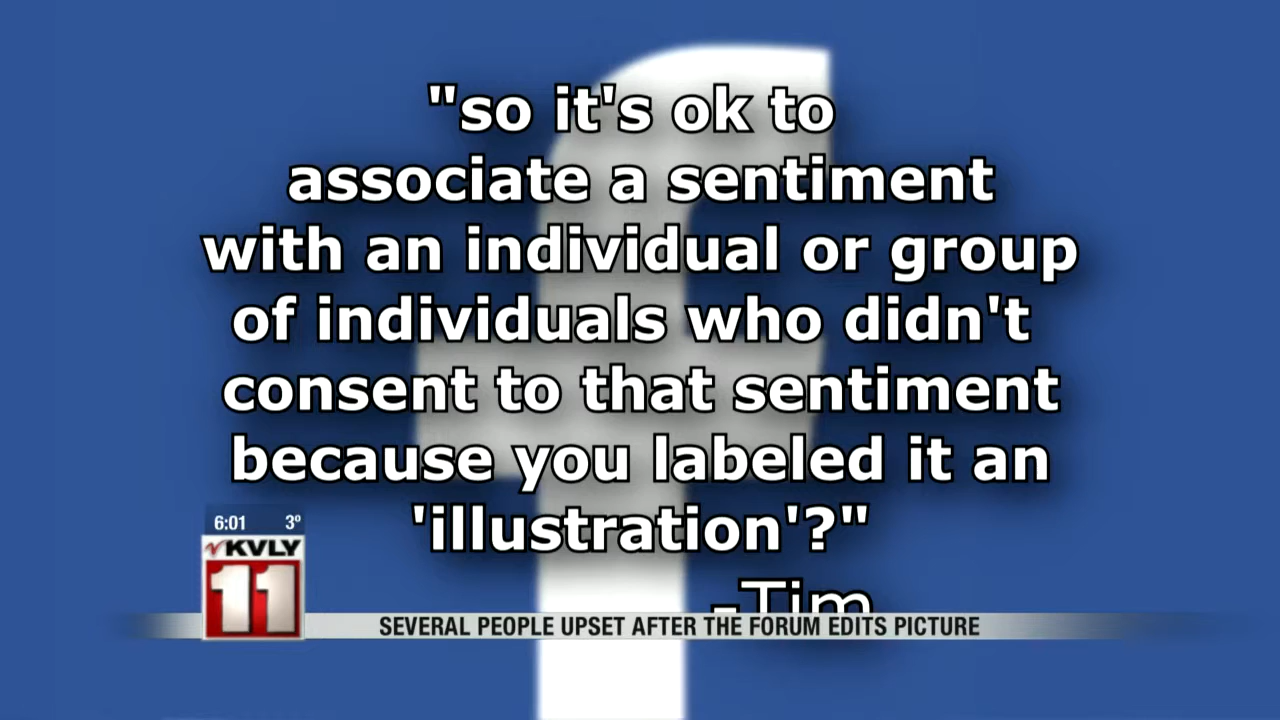 "so it's ok to
associate a sentiment
with an individual or group
of individuals who didn't
consent to that sentiment
because you labeled it an
'illustration'?"
-Tim
6:01 3º
KVLY
11
SEVERAL PEOPLE UPSET AFTER THE FORUM EDITS PICTURE